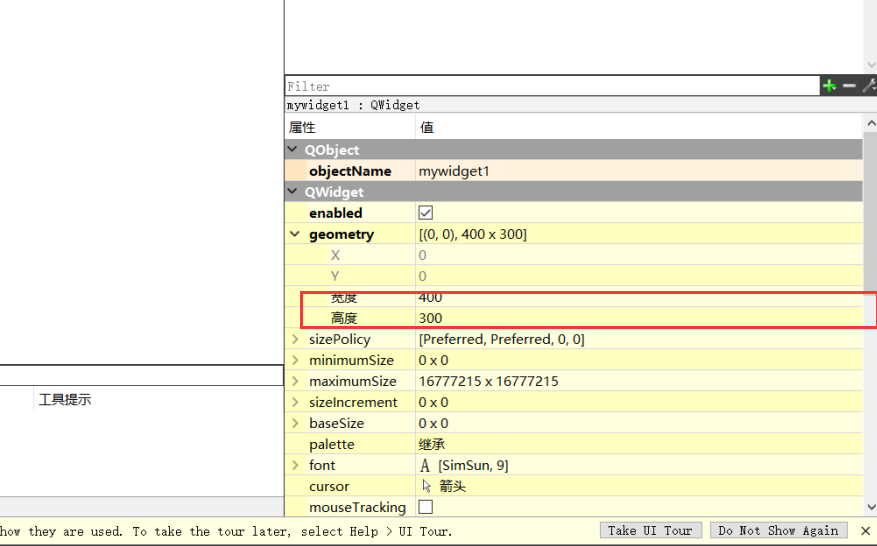 Filter
mywidget1 : QWidget
属性 值
QObject
objectName mywidget1
QWidget
enabled
geometry [(0, 0), 400 x 300]
X 0
Y 0
宽度 400
高度 300
sizePolicy [Preferred, Preferred, 0, 0]
minimumSize 0 x 0
maximumSize 16777215 x 16777215
sizeIncrement 0 x 0
工具提示
baseSize 0 x 0
palette 继承
font A [SimSun, 9]
cursor 箭头
mouseTracking
how they are used. To take the tour later, select Help > UI Tour. Take UI Tour Do Not Show Again